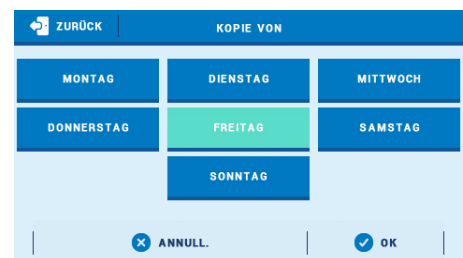 ZURÜCK KOPIE VON
MONTAG DIENSTAG MITTWOCH
DONNERSTAG FREITAG SAMSTAG
SONNTAG
ANNULL. OK